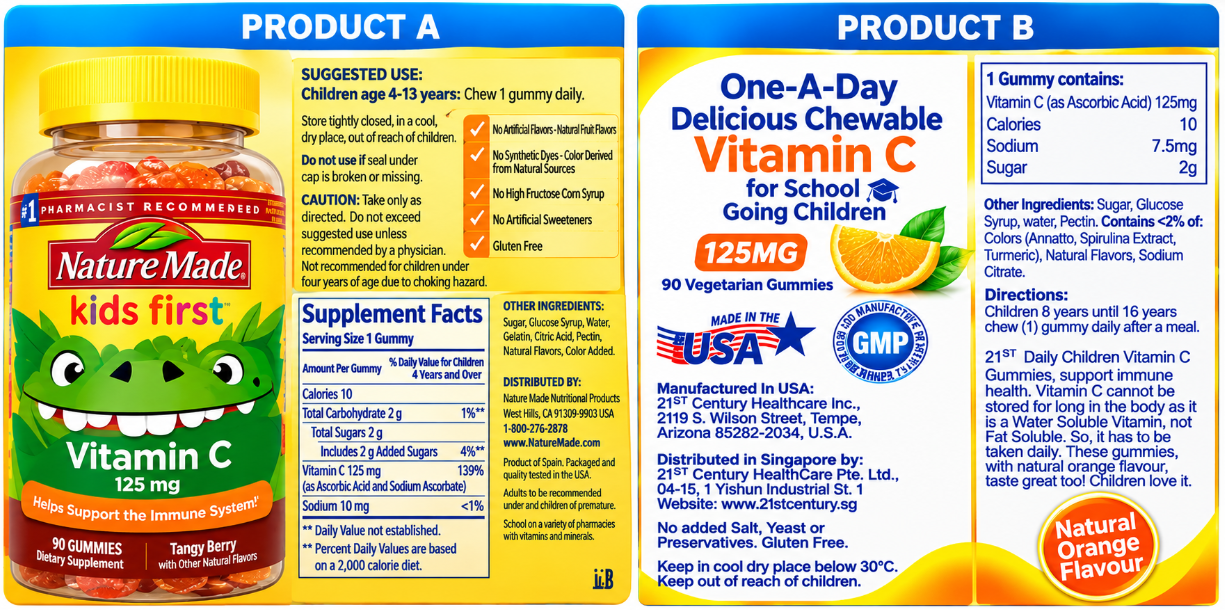 PRODUCT A
#1 PHARMACIST RECOMMEREED
Nature Made®
kids first™
Vitamin C
125 mg
Helps Support the Immune System!†
90 GUMMIES
Dietary Supplement
Tangy Berry
with Other Natural Flavors
SUGGESTED USE:
Children age 4-13 years: Chew 1 gummy daily.
Store tightly closed, in a cool,
dry place, out of reach of children.
Do not use if seal under
cap is broken or missing.
CAUTION: Take only as
directed. Do not exceed
suggested use unless
recommended by a physician.
Not recommended for children under
four years of age due to choking hazard.
No Artificial Flavors - Natural Fruit Flavors
No Synthetic Dyes - Color Derived
from Natural Sources
No High Fructose Corn Syrup
No Artificial Sweeteners
Gluten Free
Supplement Facts
Serving Size 1 Gummy
Amount Per Gummy
% Daily Value for Children
4 Years and Over
Calories 10
Total Carbohydrate 2 g 1%**
Total Sugars 2 g
Includes 2 g Added Sugars 4%**
Vitamin C 125 mg 139%
(as Ascorbic Acid and Sodium Ascorbate)
Sodium 10 mg <1%
** Daily Value not established.
** Percent Daily Values are based
on a 2,000 calorie diet.
OTHER INGREDIENTS:
Sugar, Glucose Syrup, Water,
Gelatin, Citric Acid, Pectin,
Natural Flavors, Color Added.
DISTRIBUTED BY:
Nature Made Nutritional Products
West Hills, CA 91309-9903 USA
1-800-276-2878
www.NatureMade.com
Product of Spain. Packaged and
quality tested in the USA.
Adults to be recommended
under and children of premature.
School on a variety of pharmacies
with vitamins and minerals.
PRODUCT B
One-A-Day
Delicious Chewable
Vitamin C
for School
Going Children
125MG
90 Vegetarian Gummies
MADE IN THE
USA
GMP
Manufactured In USA:
21ST Century Healthcare Inc.,
2119 S. Wilson Street, Tempe,
Arizona 85282-2034, U.S.A.
Distributed in Singapore by:
21ST Century HealthCare Pte. Ltd.,
04-15, 1 Yishun Industrial St. 1
Website: www.21stcentury.sg
No added Salt, Yeast or
Preservatives. Gluten Free.
Keep in cool dry place below 30°C.
Keep out of reach of children.
1 Gummy contains:
Vitamin C (as Ascorbic Acid) 125mg
Calories 10
Sodium 7.5mg
Sugar 2g
Other Ingredients: Sugar, Glucose
Syrup, water, Pectin. Contains <2% of:
Colors (Annatto, Spirulina Extract,
Turmeric), Natural Flavors, Sodium
Citrate.
Directions:
Children 8 years until 16 years
chew (1) gummy daily after a meal.
21ST Daily Children Vitamin C
Gummies, support immune
health. Vitamin C cannot be
stored for long in the body as it
is a Water Soluble Vitamin, not
Fat Soluble. So, it has to be
taken daily. These gummies,
with natural orange flavour,
taste great too! Children love it.
Natural
Orange
Flavour